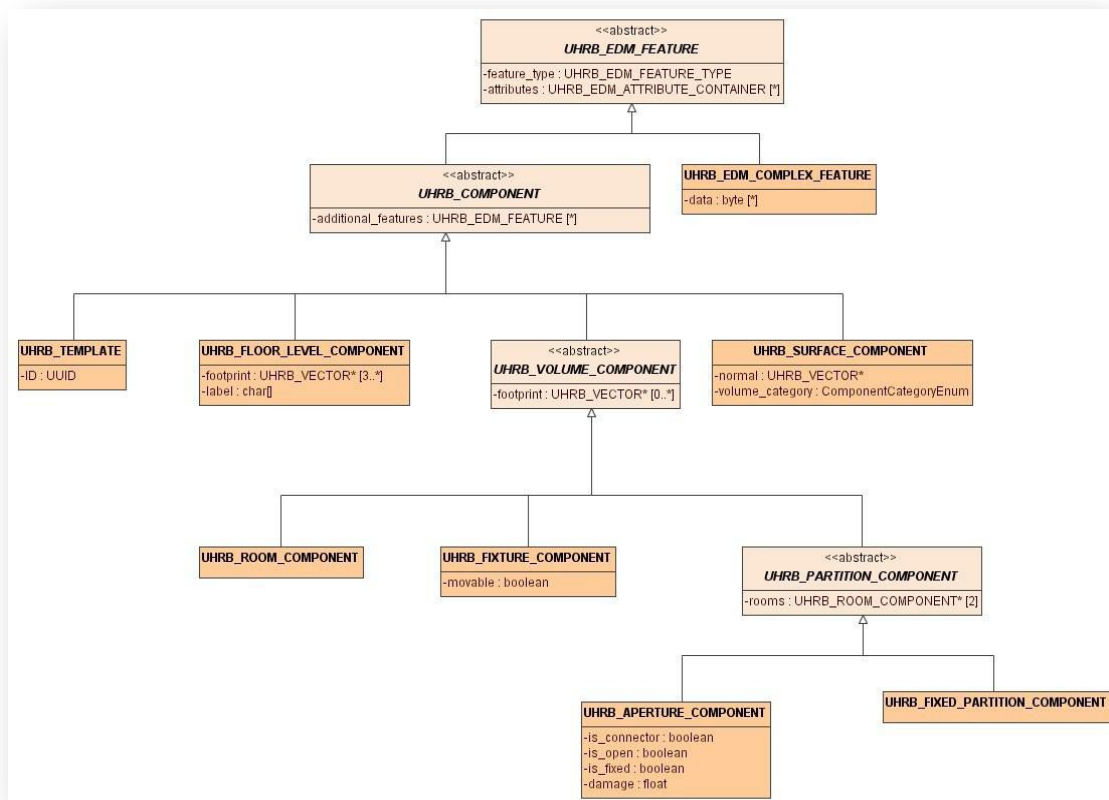 <<abstract>>
UHRB_EDM_FEATURE
-feature_type : UHRB_EDM_FEATURE_TYPE
-attributes : UHRB_EDM_ATTRIBUTE_CONTAINER [*]
<<abstract>>
UHRB_COMPONENT
-additional_features : UHRB_EDM_FEATURE [*]
UHRB_EDM_COMPLEX_FEATURE
-data : byte [*]
UHRB_TEMPLATE
-ID : UUID
UHRB_FLOOR_LEVEL_COMPONENT
-footprint : UHRB_VECTOR* [3..*]
-label : char[]
<<abstract>>
UHRB_VOLUME_COMPONENT
-footprint : UHRB_VECTOR* [0..*]
UHRB_SURFACE_COMPONENT
-normal : UHRB_VECTOR*
-volume_category : ComponentCategoryEnum
UHRB_ROOM_COMPONENT
UHRB_FIXTURE_COMPONENT
-movable : boolean
<<abstract>>
UHRB_PARTITION_COMPONENT
-rooms : UHRB_ROOM_COMPONENT* [2]
UHRB_APERTURE_COMPONENT
-is_connector : boolean
-is_open : boolean
-is_fixed : boolean
-damage : float
UHRB_FIXED_PARTITION_COMPONENT